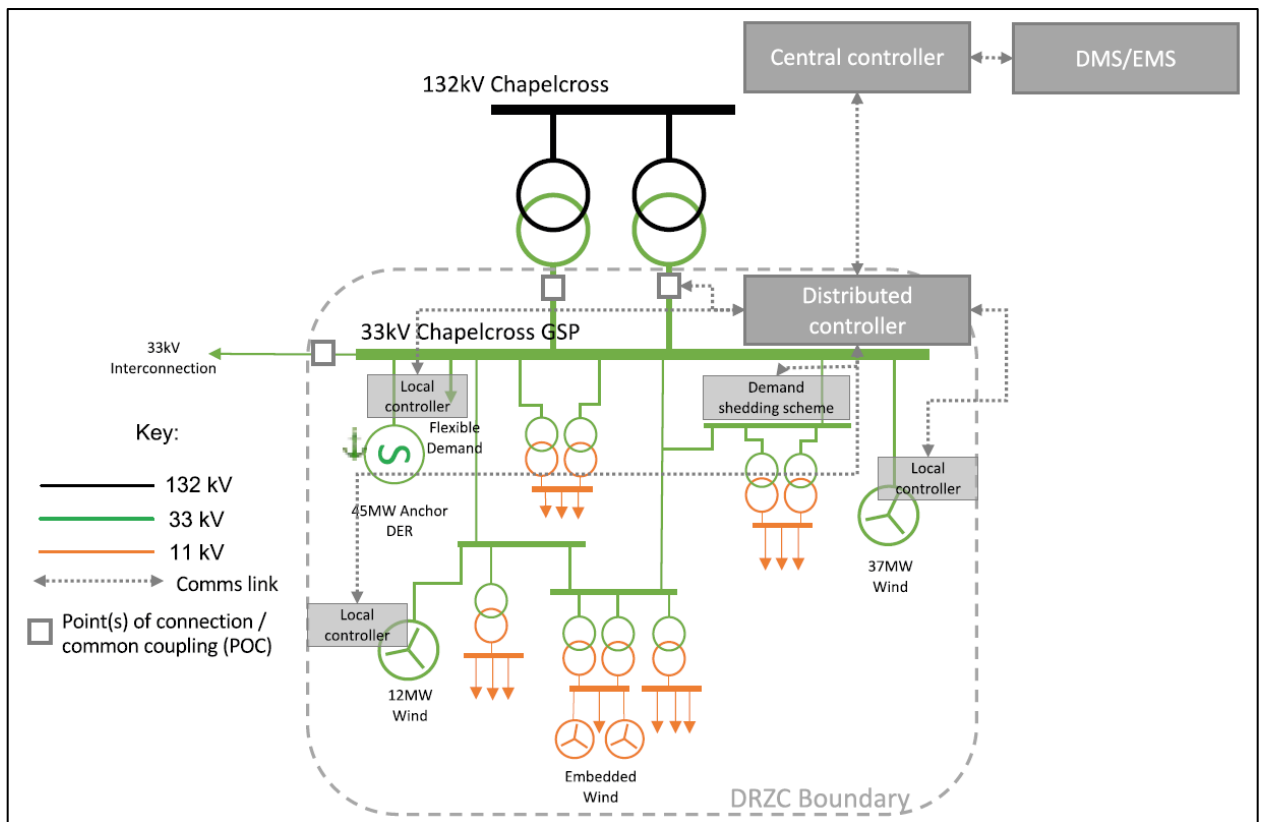 Central controller
DMS/EMS
132kV Chapelcross
Distributed
controller
33kV Chapelcross GSP
33kV
Interconnection
Local
controller
Flexible
Demand
Demand
shedding scheme
Key:
132 kV
33 kV
11 kV
Comms link
Point(s) of connection /
common coupling (POC)
S
45MW Anchor
DER
Local
controller
37MW
Wind
Local
controller
12MW
Wind
Embedded
Wind
DRZC Boundary